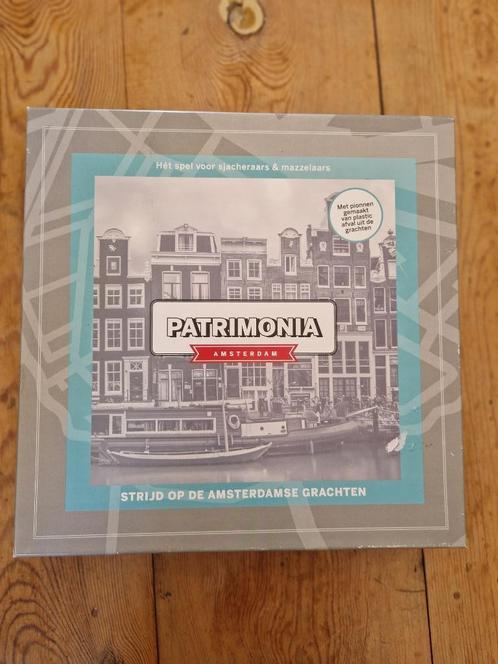 Hét spel voor sjacheraars & mazzelaars
Met pionnen
gemaakt
van plastic
afval uit de
grachten
PATRIMONIA
AMSTERDAM
STRIJD OP DE AMSTERDAMSE GRACHTEN